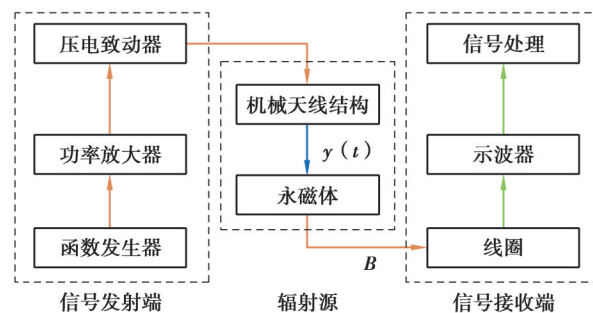 压电致动器
功率放大器
函数发生器
信号发射端
机械天线结构
y（t）
永磁体
B
辐射源
信号处理
示波器
线圈
信号接收端